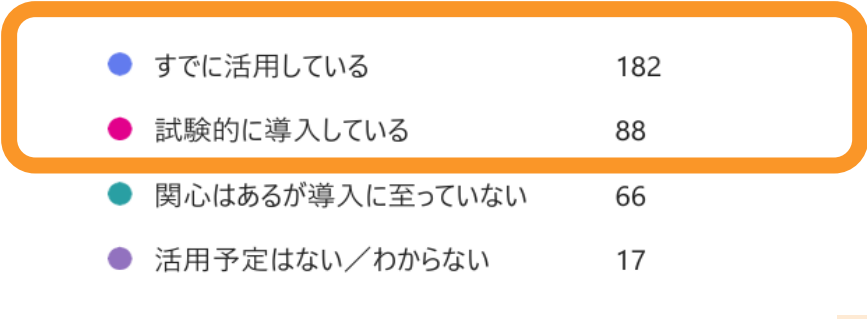 すでに活用している 182
試験的に導入している 88
関心はあるが導入に至っていない 66
活用予定はない／わからない 17